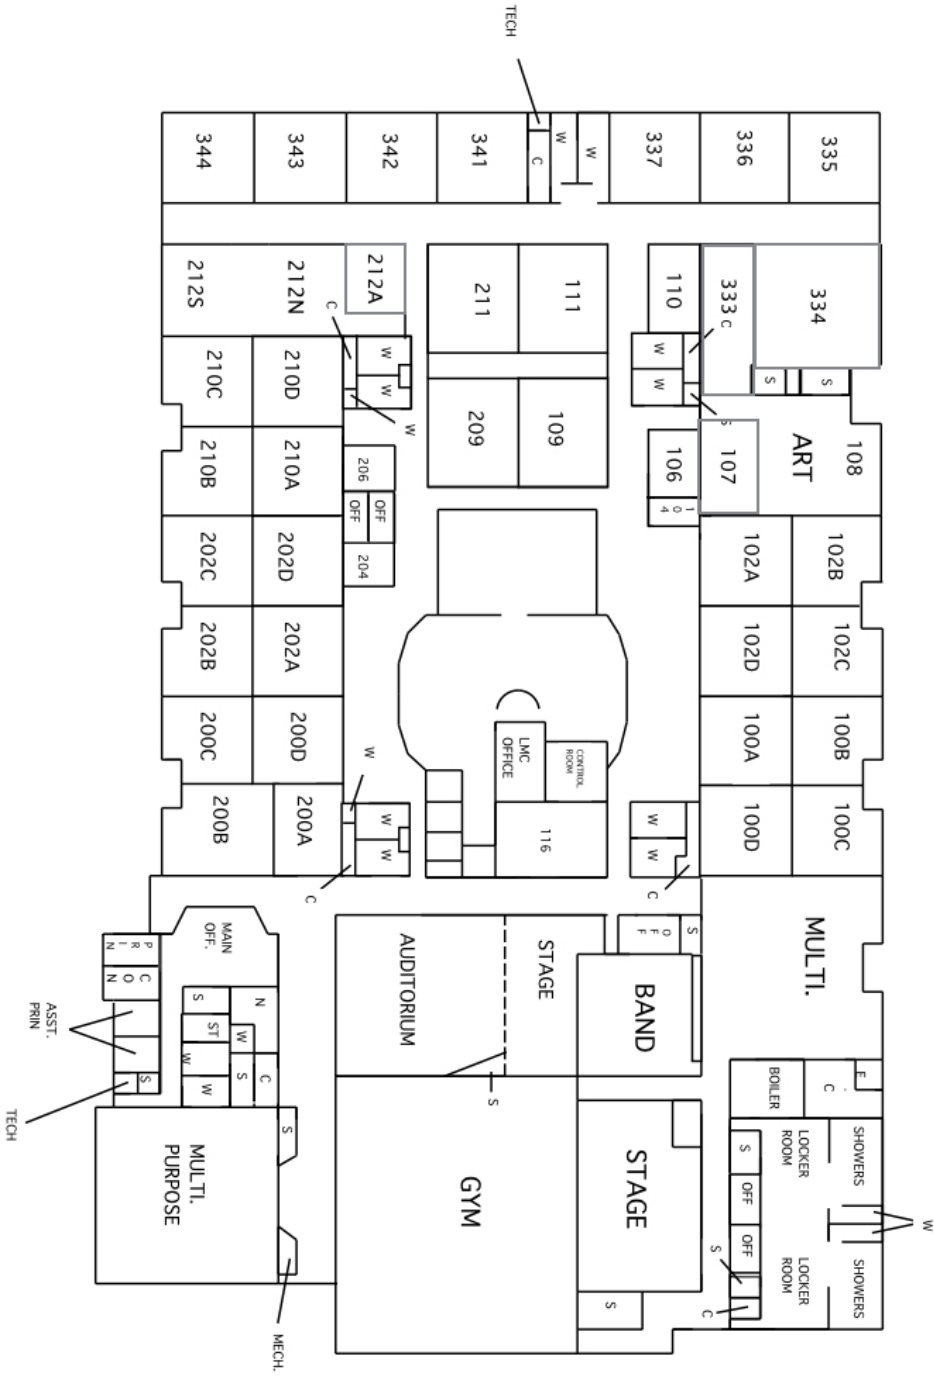 TECH
344
343
342
341
C
W
W
337
336
335
212S
212N
212A
C
211
111
110
333
C
334
W
W
W
W
W
S
S
S
210C
210D
209
109
210B
210A
206
OFF
OFF
204
106
104
107
ART
108
202C
202D
102A
102B
202B
202A
102D
102C
200C
200D
W
LMC
OFFICE
CONTROL
ROOM
100A
100B
200B
200A
W
W
C
116
W
W
C
100D
100C
MAIN
OFF.
PRIN
CON
ASST.
PRIN
TECH
S
S
ST
W
W
N
W
S
C
AUDITORIUM
STAGE
OFF
S
BAND
MULTI.
S
BOILER
C
E
MULTI.
PURPOSE
S
MECH.
GYM
STAGE
S
S
OFF
OFF
S
C
LOCKER
ROOM
LOCKER
ROOM
SHOWERS
SHOWERS
W